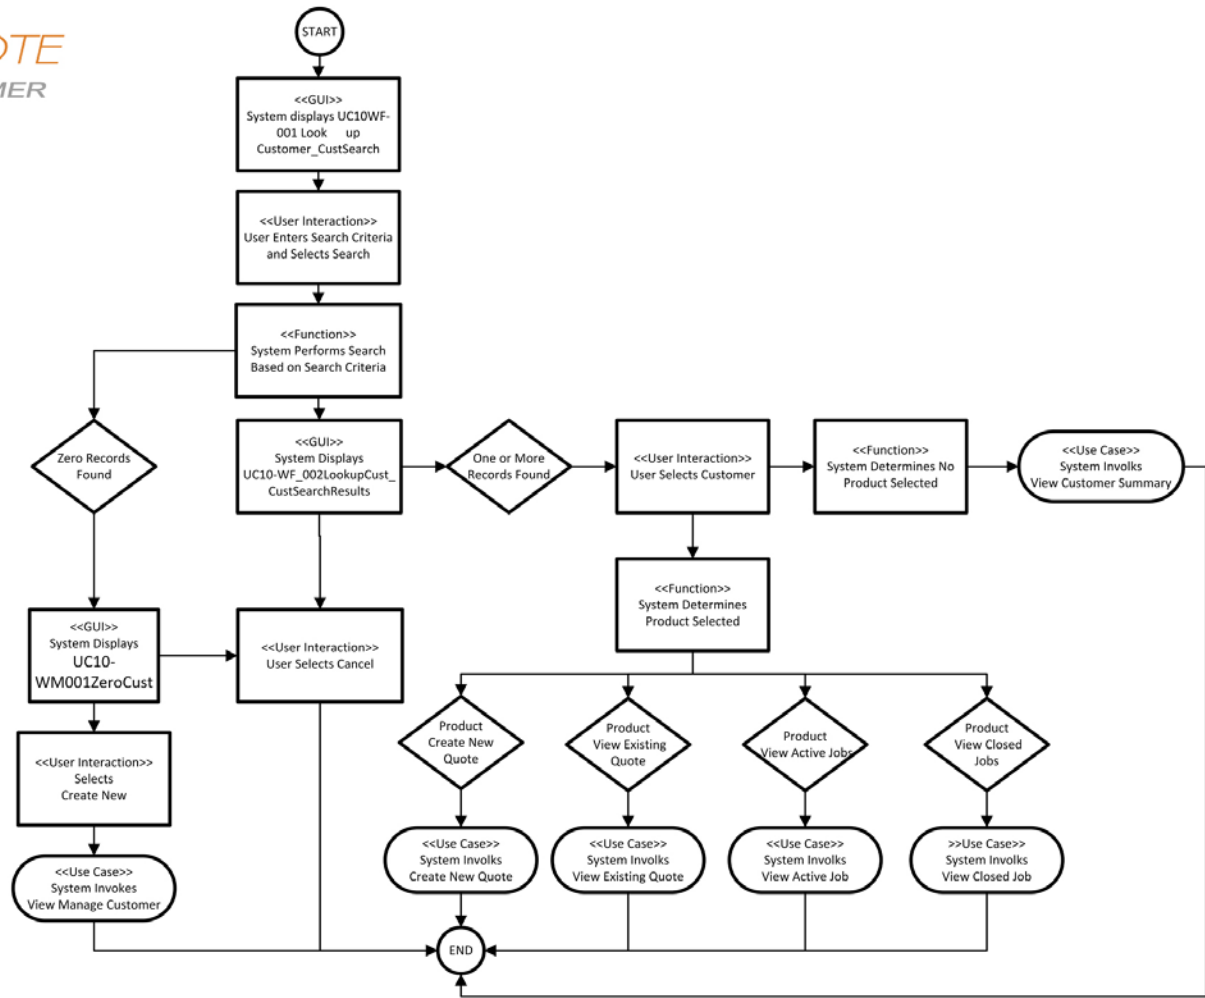 START
OTE
MER
<<GUI>>
System displays UC10WF-
001 Look up
Customer_CustSearch
<<User Interaction>>
User Enters Search Criteria
and Selects Search
<<Function>>
System Performs Search
Based on Search Criteria
Zero Records
Found
<<GUI>>
System Displays
UC10-WF_002LookupCust_
CustSearchResults
One or More
Records Found
<<User Interaction>>
User Selects Customer
<<Function>>
System Determines No
Product Selected
<<Use Case>>
System Involks
View Customer Summary
<<Function>>
System Determines
Product Selected
<<GUI>>
System Displays
UC10-
WM001ZeroCust
<<User Interaction>>
User Selects Cancel
Product
Create New
Quote
Product
View Existing
Quote
Product
View Active Jobs
Product
View Closed
Jobs
<<User Interaction>>
Selects
Create New
<<Use Case>>
System Invokes
View Manage Customer
<<Use Case>>
System Involks
Create New Quote
<<Use Case>>
System Involks
View Existing Quote
<<Use Case>>
System Involks
View Active Job
>>Use Case>>
System Involks
View Closed Job
END